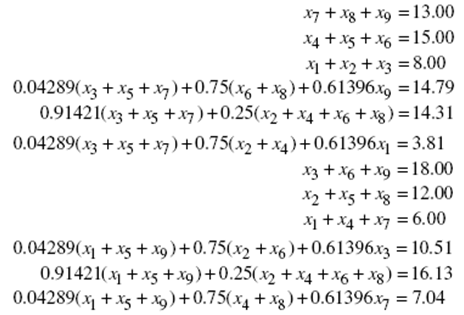 x7 + x8 + x9 = 13.00
x4 + x5 + x6 = 15.00
x1 + x2 + x3 = 8.00
0.04289(x3 + x5 + x7) + 0.75(x6 + x8) + 0.61396x9 = 14.79
0.91421(x3 + x5 + x7) + 0.25(x2 + x4 + x6 + x8) = 14.31
0.04289(x3 + x5 + x7) + 0.75(x2 + x4) + 0.61396x1 = 3.81
x3 + x6 + x9 = 18.00
x2 + x5 + x8 = 12.00
x1 + x4 + x7 = 6.00
0.04289(x1 + x5 + x9) + 0.75(x2 + x6) + 0.61396x3 = 10.51
0.91421(x1 + x5 + x9) + 0.25(x2 + x4 + x6 + x8) = 16.13
0.04289(x1 + x5 + x9) + 0.75(x4 + x8) + 0.61396x7 = 7.04